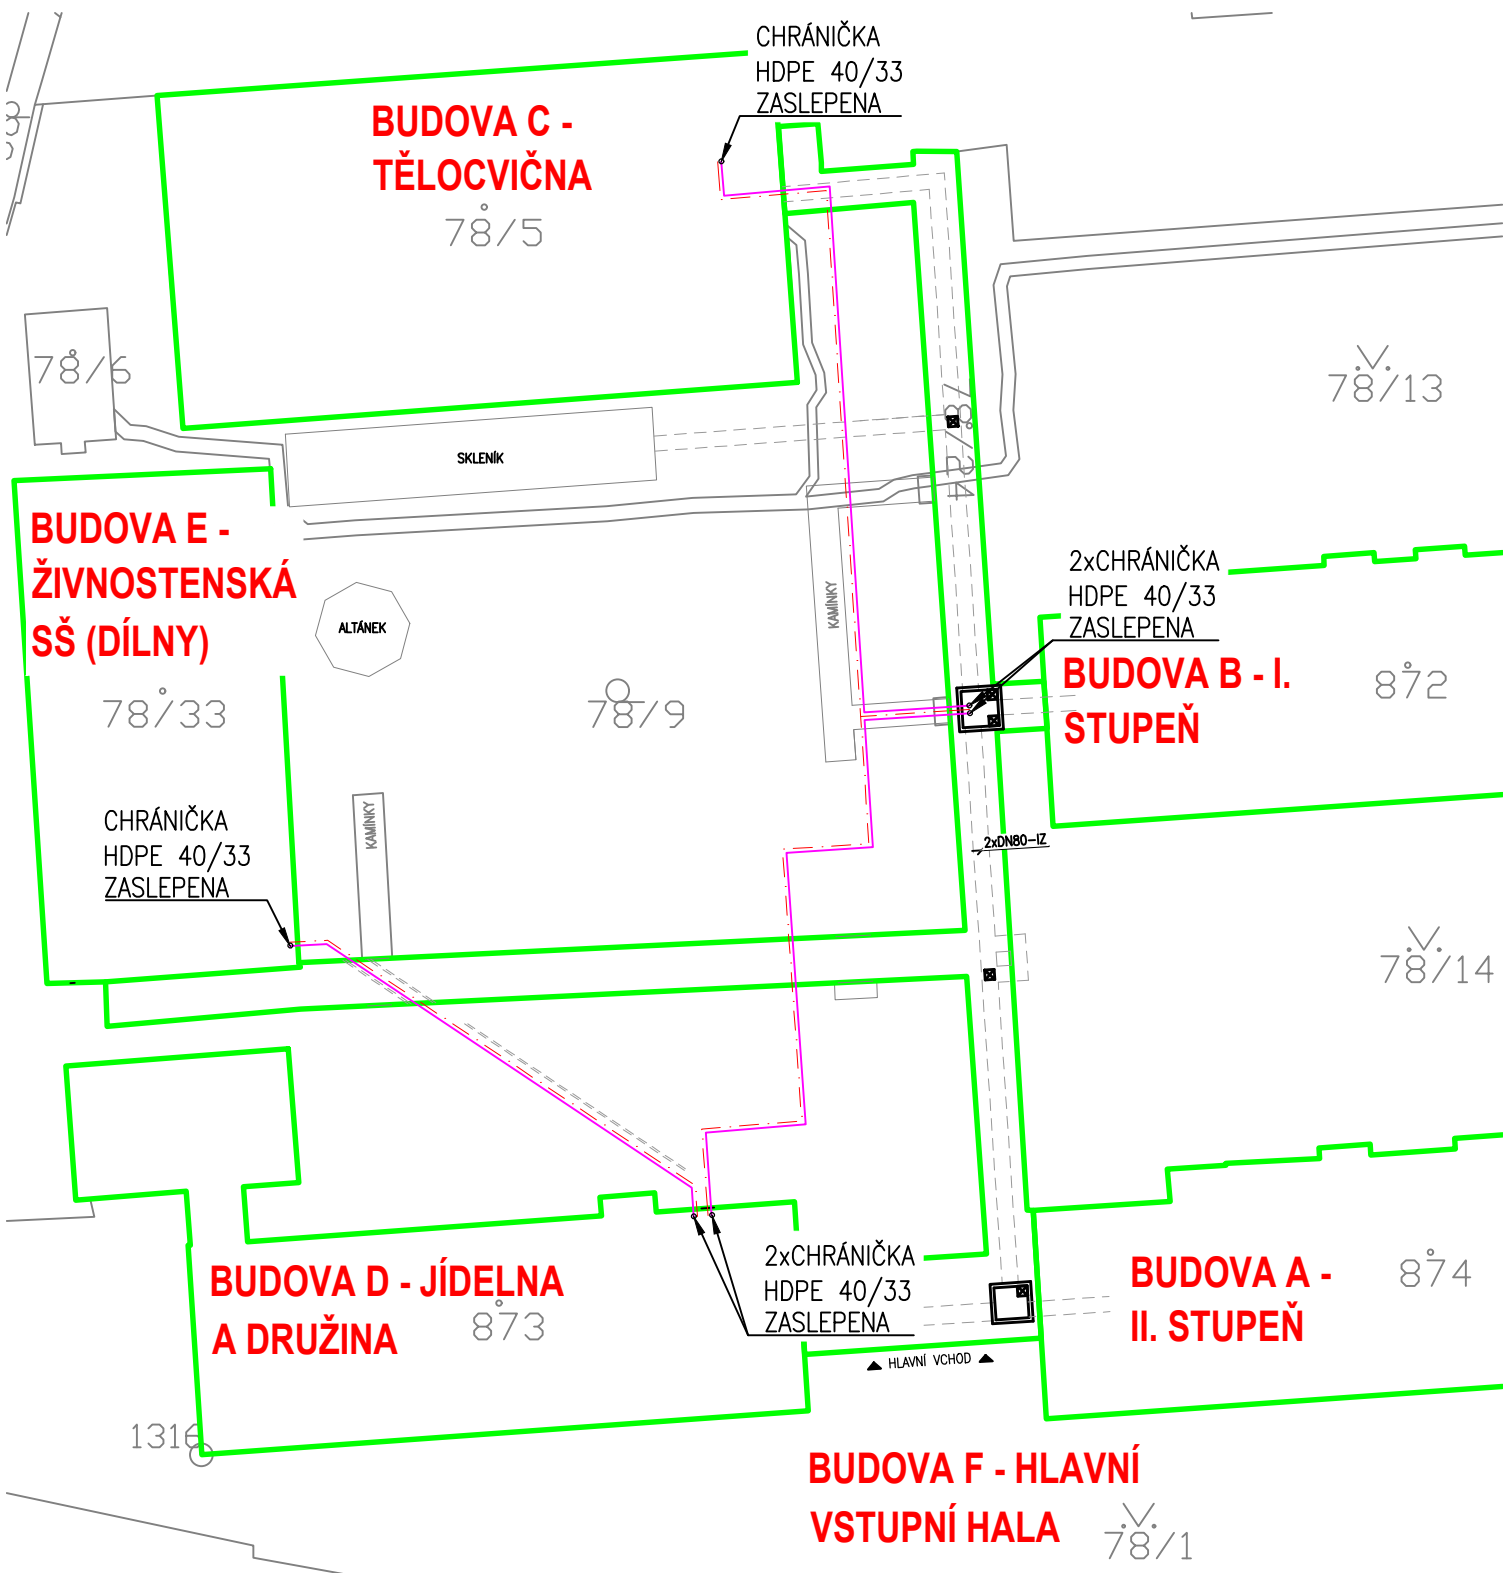 CHRÁNIČKA
HDPE 40/33
ZASLEPENA
BUDOVA C -
TĚLOCVIČNA
78/5
78/6
78/13
42/87
SKLENÍK
BUDOVA E -
ŽIVNOSTENSKÁ
SŠ (DÍLNY)
78/33
ALTÁNEK
KAMÍNKY
78/9
2xCHRÁNIČKA
HDPE 40/33
ZASLEPENA
BUDOVA B - I.
STUPEŇ
872
CHRÁNIČKA
HDPE 40/33
ZASLEPENA
KAMÍNKY
2xDN80-IZ
78/14
BUDOVA D - JÍDELNA
A DRUŽINA
873
2xCHRÁNIČKA
HDPE 40/33
ZASLEPENA
BUDOVA A -
II. STUPEŇ
874
HLAVNÍ VCHOD
1316
BUDOVA F - HLAVNÍ
VSTUPNÍ HALA
78/1